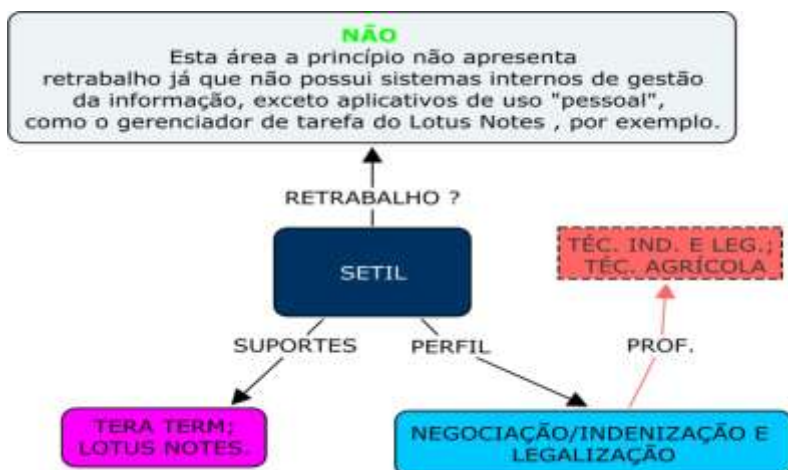 NÃO
Esta área a princípio não apresenta
retrabalho já que não possui sistemas internos de gestão
da informação, exceto aplicativos de uso "pessoal",
como o gerenciador de tarefa do Lotus Notes , por exemplo.
RETRABALHO ?
TÉC. IND. E LEG.;
TÉC. AGRÍCOLA
SETIL
SUPORTES
PERFIL
PROF.
TERA TERM;
LOTUS NOTES.
NEGOCIAÇÃO/INDENIZAÇÃO E
LEGALIZAÇÃO